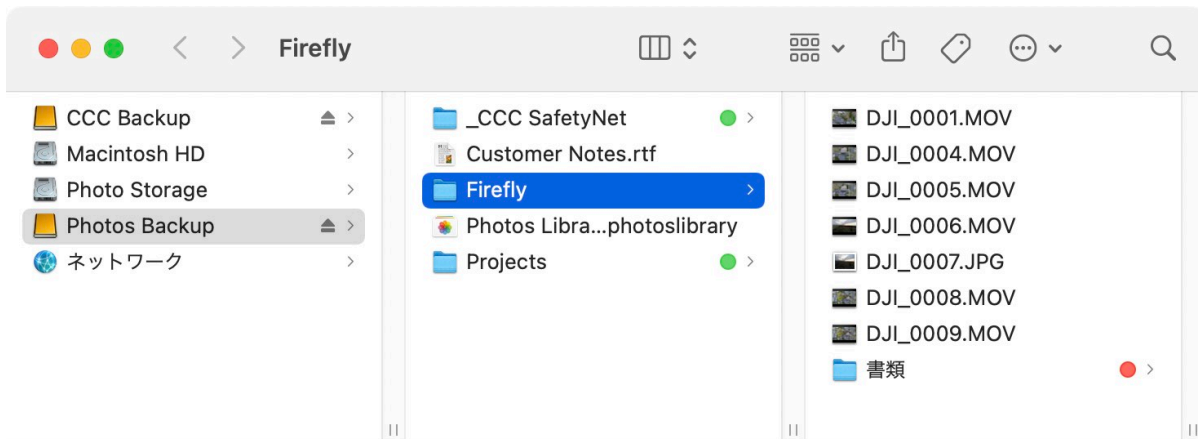 Firefly
CCC Backup
Macintosh HD
Photo Storage
Photos Backup
ネットワーク
_CCC SafetyNet
Customer Notes.rtf
Firefly
Photos Libra...photoslibrary
Projects
DJI_0001.MOV
DJI_0004.MOV
DJI_0005.MOV
DJI_0006.MOV
DJI_0007.JPG
DJI_0008.MOV
DJI_0009.MOV
書類